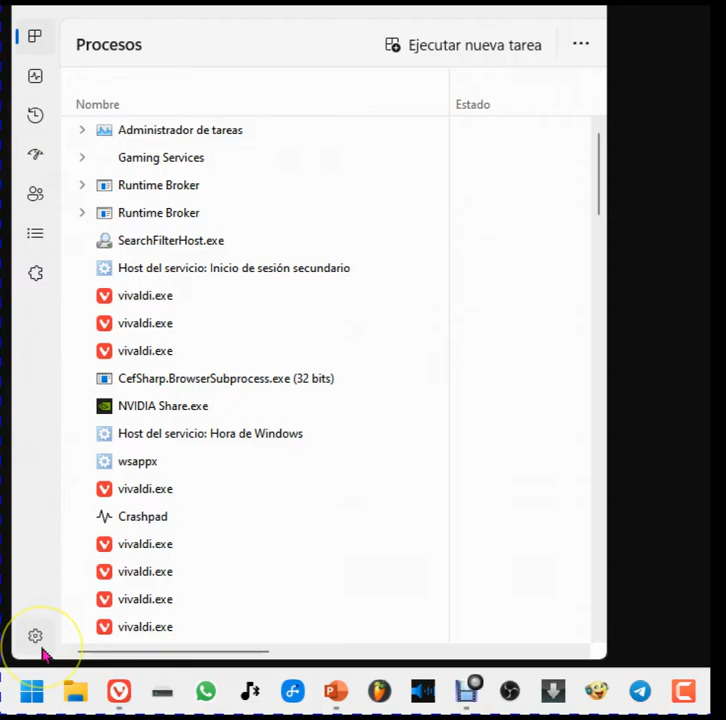 Procesos
Ejecutar nueva tarea
Nombre
Estado
Administrador de tareas
Gaming Services
Runtime Broker
Runtime Broker
SearchFilterHost.exe
Host del servicio: Inicio de sesión secundario
vivaldi.exe
vivaldi.exe
vivaldi.exe
CefSharp.BrowserSubprocess.exe (32 bits)
NVIDIA Share.exe
Host del servicio: Hora de Windows
wsappx
vivaldi.exe
Crashpad
vivaldi.exe
vivaldi.exe
vivaldi.exe
vivaldi.exe